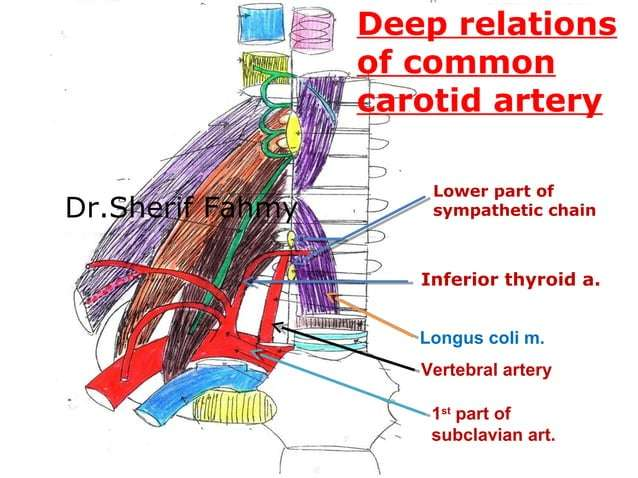 Deep relations
of common
carotid artery
Dr.Sherif Fahmy
Lower part of
sympathetic chain
Inferior thyroid a.
Longus coli m.
Vertebral artery
1st part of
subclavian art.